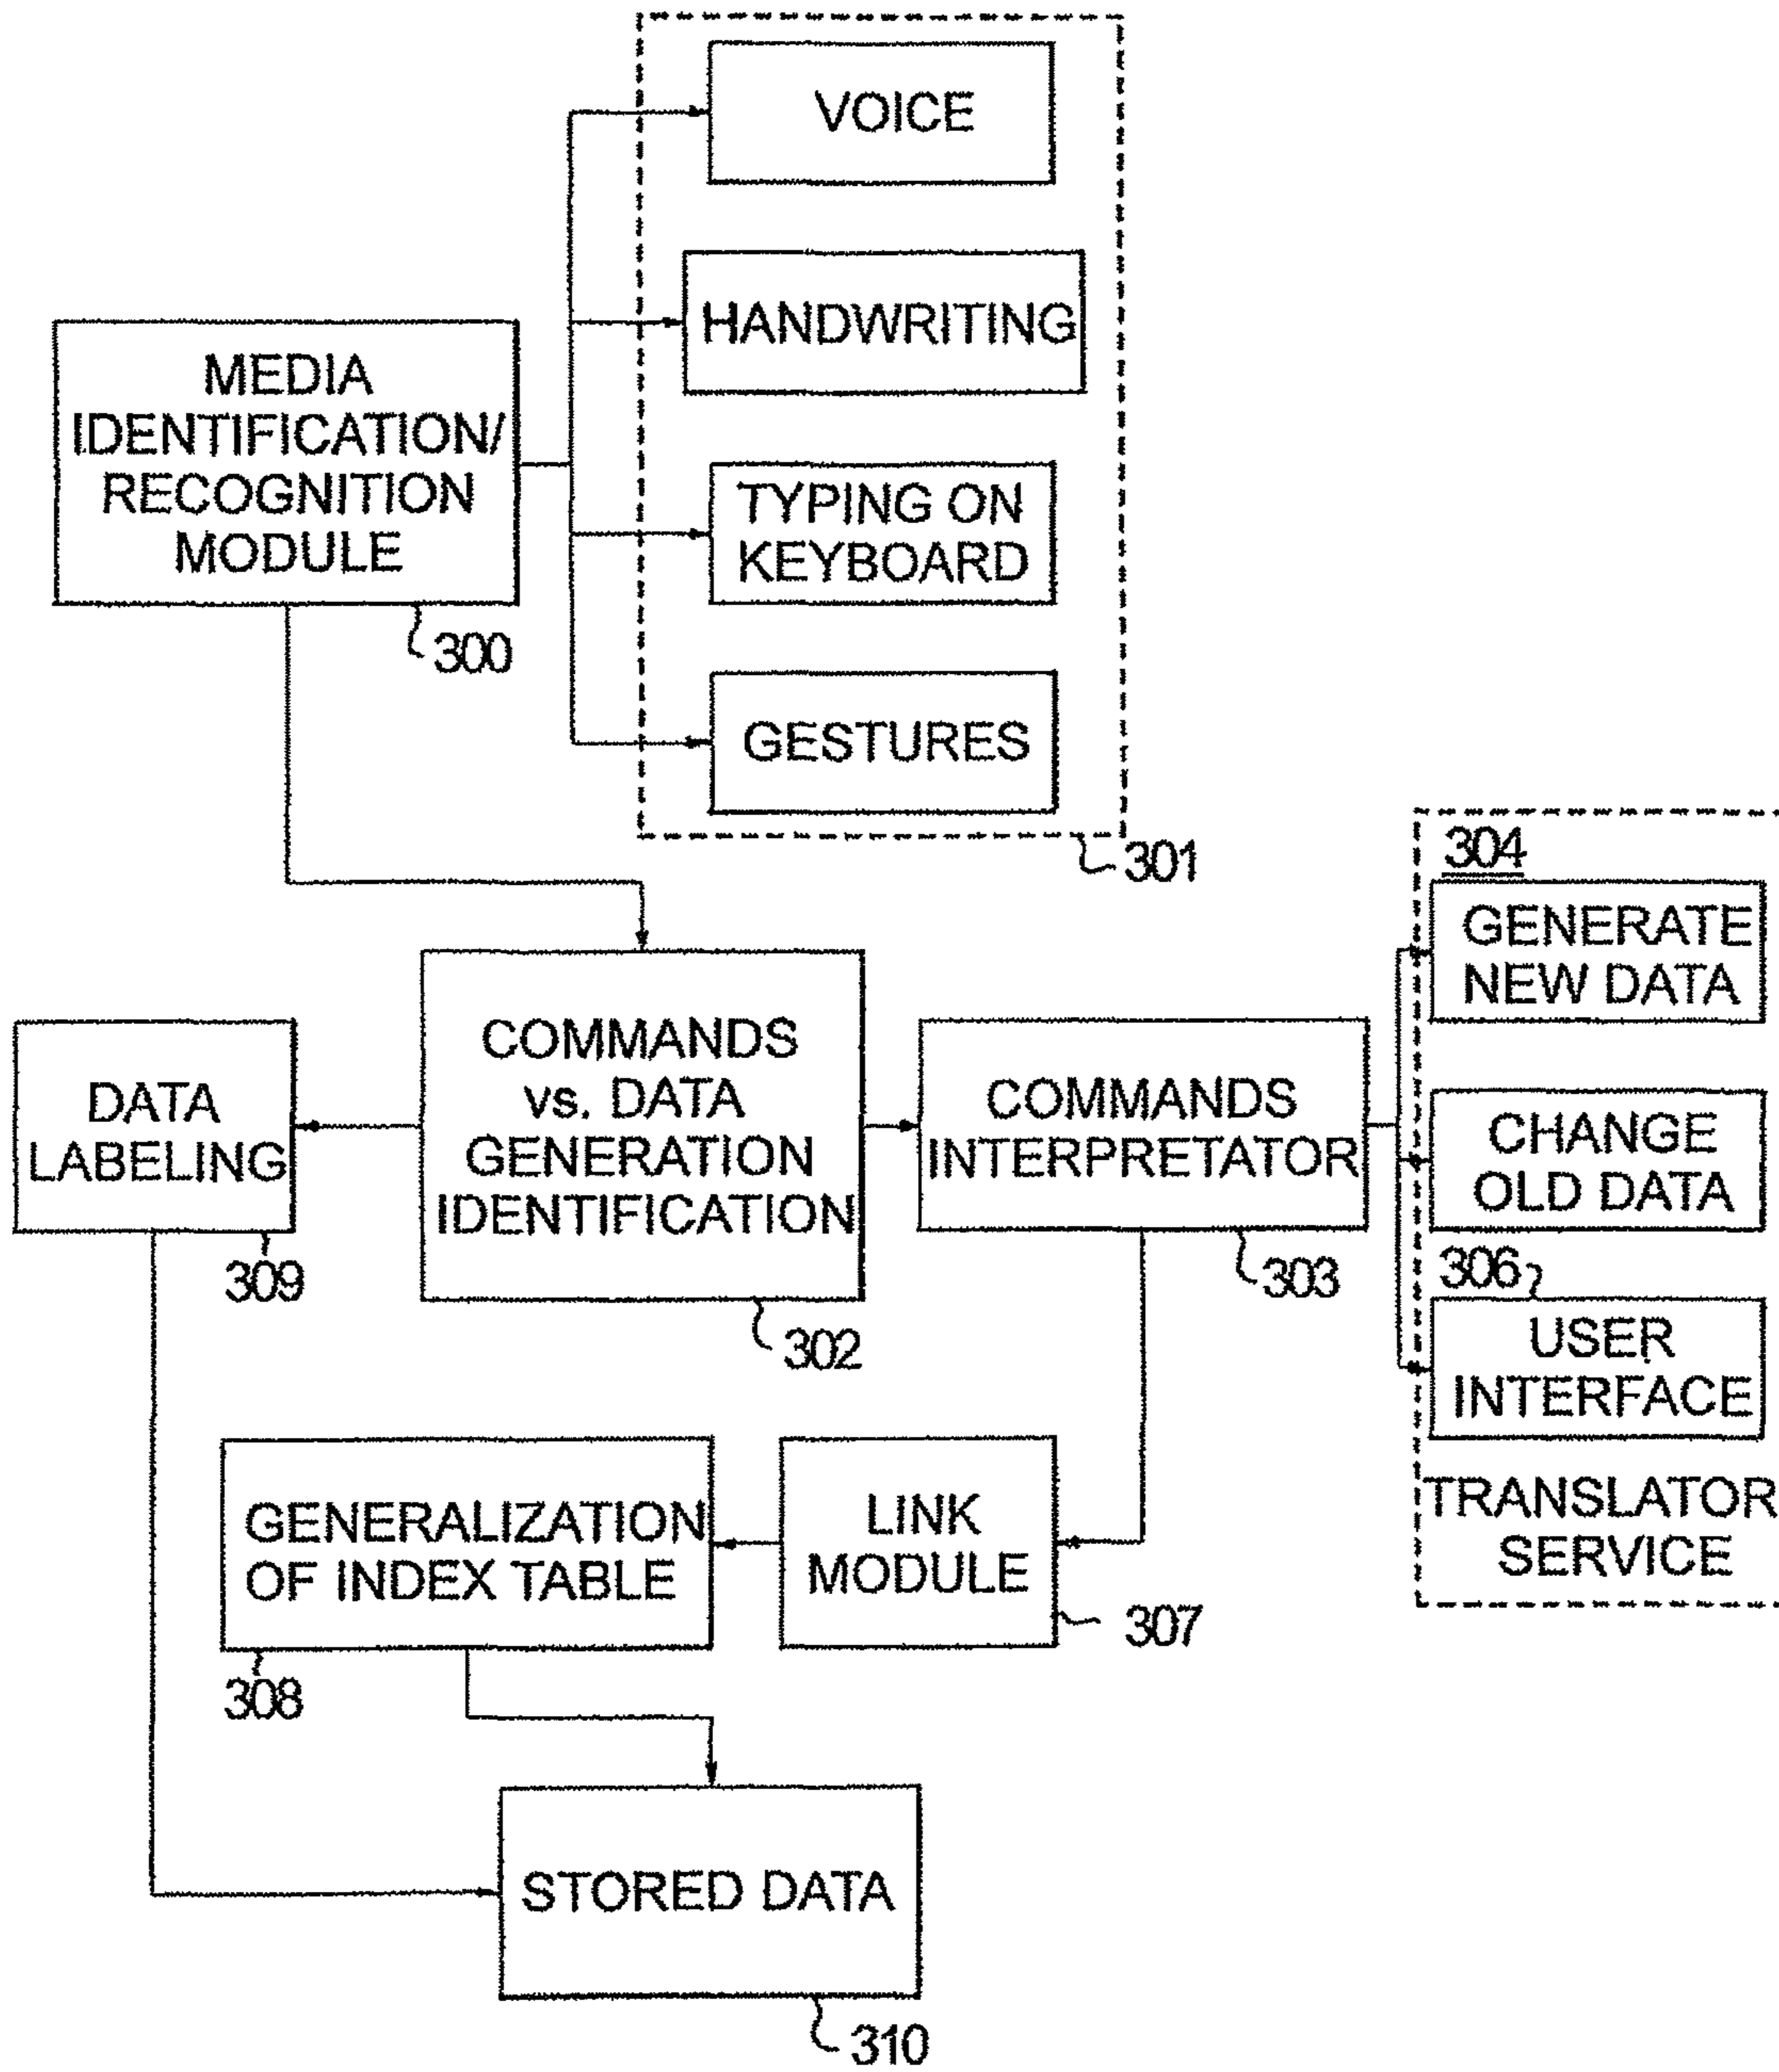 VOICE
HANDWRITING
MEDIA
IDENTIFICATION/
RECOGNITION
MODULE
300
TYPING ON
KEYBOARD
GESTURES
301
304
GENERATE
NEW DATA
COMMANDS
vs. DATA
GENERATION
IDENTIFICATION
302
DATA
LABELING
309
COMMANDS
INTERPRETATOR
303
CHANGE
OLD DATA
306
USER
INTERFACE
TRANSLATOR
SERVICE
GENERALIZATION
OF INDEX TABLE
308
LINK
MODULE
307
STORED DATA
310